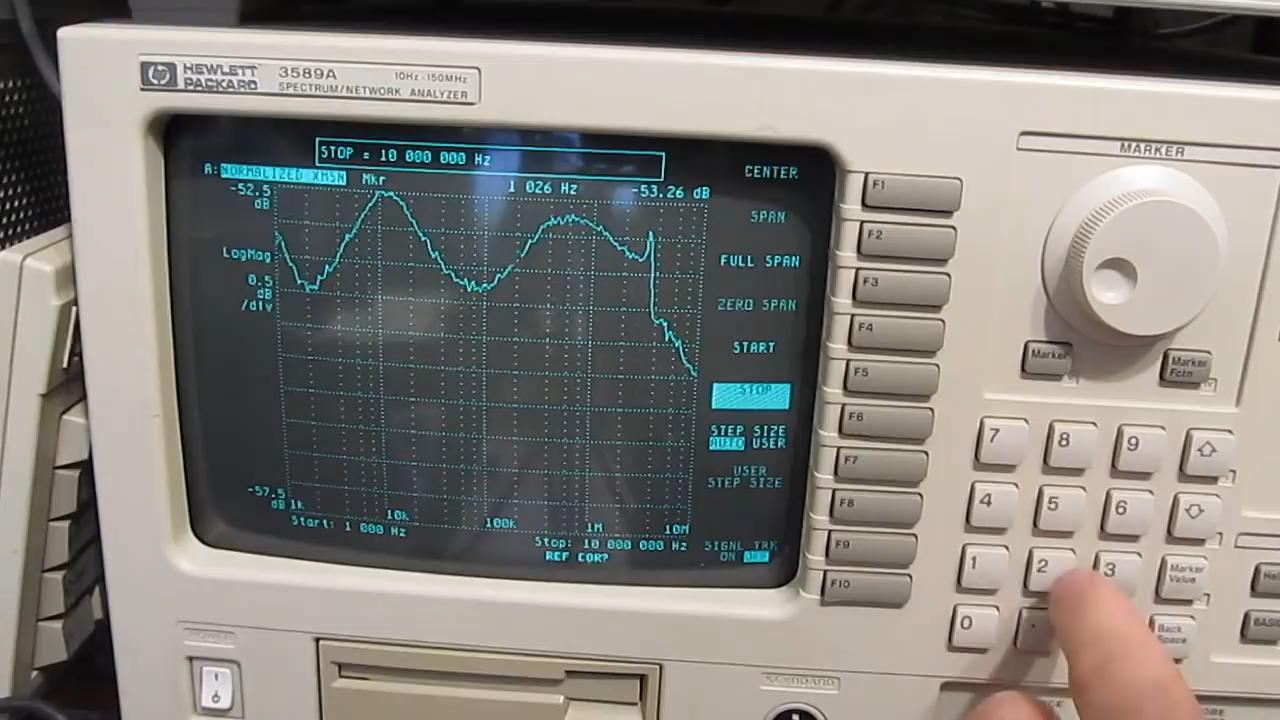 HEWLETT
PACKARD
3589A
10Hz-150MHz
SPECTRUM/NETWORK ANALYZER
STOP = 10 000 000 Hz
A: NORMALIZED XMSN
Mkr
1 026 Hz
-53.26 dB
-52.5
dB
LogMag
0.5
dB
/div
-57.5
dB
1k
10k
100k
1M
10M
Start: 1 000 Hz
Stop: 10 000 000 Hz
REF COR?
CENTER
SPAN
FULL SPAN
ZERO SPAN
START
STOP
STEP SIZE
AUTO USER
USER
STEP SIZE
SIGNL TRK
ON OFF
F1
F2
F3
F4
F5
F6
F7
F8
F9
F10
MARKER
Marker
Marker
Fctn
7
8
9
4
5
6
1
2
3
Marker
Value
0
.
Back
Space
POWER
KEYBOARD